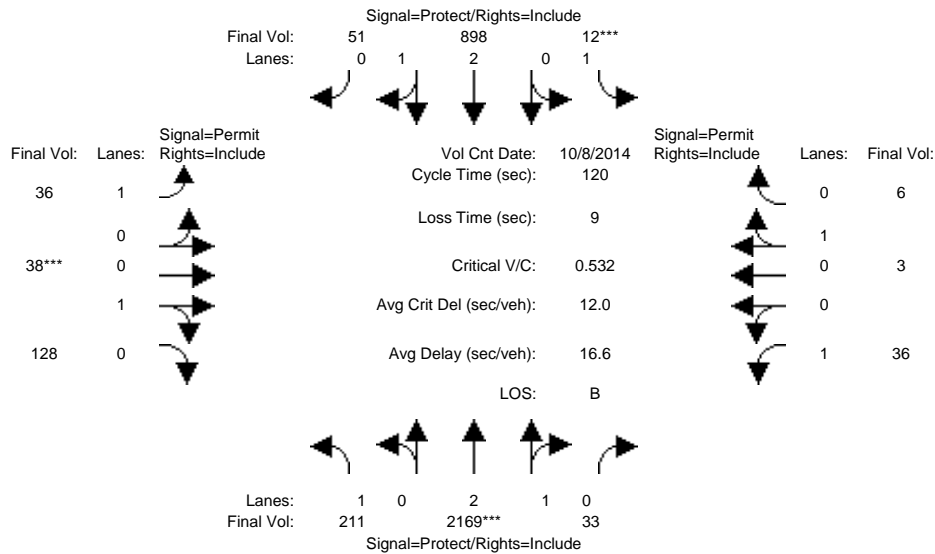 Signal=Protect/Rights=Include
Final Vol: 51 898 12***
Lanes: 0 1 2 0 1
Signal=Permit
Final Vol: Lanes: Rights=Include
Vol Cnt Date: 10/8/2014
Signal=Permit
Rights=Include Lanes: Final Vol:
Cycle Time (sec): 120
36 1
0 6
Loss Time (sec): 9
0
1
38*** 0
Critical V/C: 0.532
0 3
1
Avg Crit Del (sec/veh): 12.0
0
128 0
Avg Delay (sec/veh): 16.6
1 36
LOS: B
Lanes: 1 0 2 1 0
Final Vol: 211 2169*** 33
Signal=Protect/Rights=Include